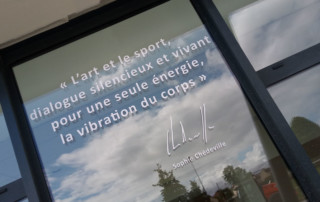 « L'art et le sport,
dialogue silencieux et vivant
pour une seule énergie,
la vibration du corps »
Sophie Chedeville